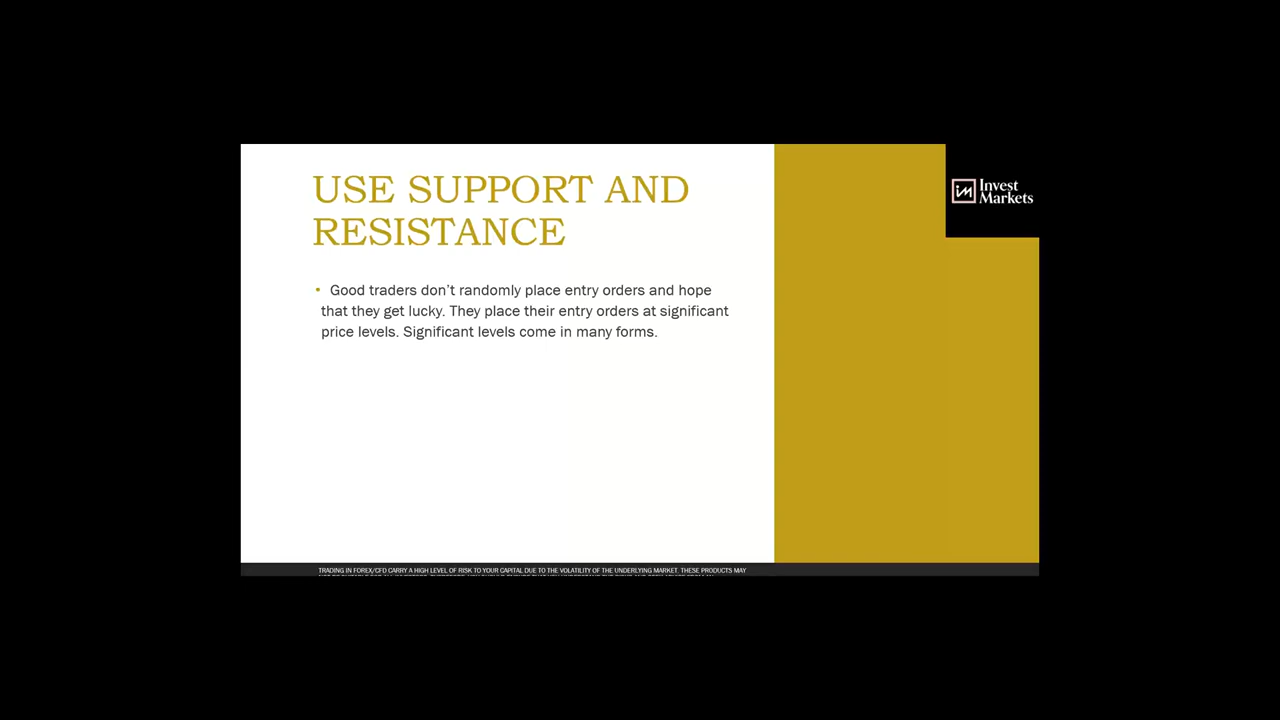 USE SUPPORT AND
RESISTANCE
Invest
Markets
• Good traders don’t randomly place entry orders and hope
that they get lucky. They place their entry orders at significant
price levels. Significant levels come in many forms.
TRADING IN FOREX/CFD CARRY A HIGH LEVEL OF RISK TO YOUR CAPITAL DUE TO THE VOLATILITY OF THE UNDERLYING MARKET. THESE PRODUCTS MAY